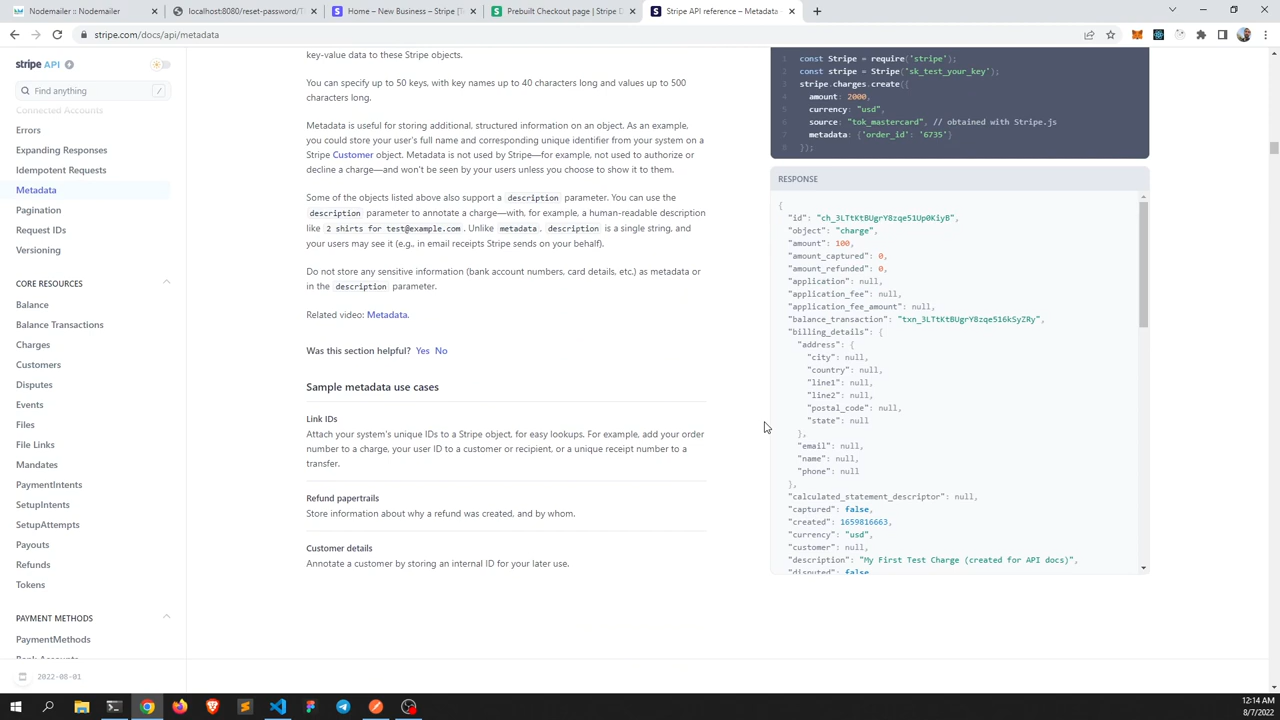 Nodemailer :: Nodemailer
localhost:8080/reset-password/
Home – New Business – Stripe [T
Prebuilt Checkout page | Stripe D
Stripe API reference – Metadata –
stripe.com/docs/api/metadata
stripe API
Find anything
/
Connected Accounts
Errors
Expanding Responses
Idempotent Requests
Metadata
Pagination
Request IDs
Versioning
CORE RESOURCES
Balance
Balance Transactions
Charges
Customers
Disputes
Events
Files
File Links
Mandates
PaymentIntents
SetupIntents
SetupAttempts
Payouts
Refunds
Tokens
PAYMENT METHODS
PaymentMethods
Bank Accounts
2022-08-01
key-value data to these Stripe objects.
You can specify up to 50 keys, with key names up to 40 characters long and values up to 500
characters long.
Metadata is useful for storing additional, structured information on an object. As an example,
you could store your user's full name and corresponding unique identifier from your system on a
Stripe Customer object. Metadata is not used by Stripe—for example, not used to authorize or
decline a charge—and won't be seen by your users unless you choose to show it to them.
Some of the objects listed above also support a description parameter. You can use the
description parameter to annotate a charge—with, for example, a human-readable description
like 2 shirts for test@example.com. Unlike metadata, description is a single string, and
your users may see it (e.g., in email receipts Stripe sends on your behalf).
Do not store any sensitive information (bank account numbers, card details, etc.) as metadata or
in the description parameter.
Related video: Metadata.
Was this section helpful? Yes No
Sample metadata use cases
Link IDs
Attach your system's unique IDs to a Stripe object, for easy lookups. For example, add your order
number to a charge, your user ID to a customer or recipient, or a unique receipt number to a
transfer.
Refund papertrails
Store information about why a refund was created, and by whom.
Customer details
Annotate a customer by storing an internal ID for your later use.
1 const Stripe = require('stripe');
2 const stripe = Stripe('sk_test_your_key');
3 stripe.charges.create({
4 amount: 2000,
5 currency: "usd",
6 source: "tok_mastercard", // obtained with Stripe.js
7 metadata: {'order_id': '6735'}
8 });
RESPONSE
{
"id": "ch_3LTtKtBUgrY8zqe51Up0KiyB",
"object": "charge",
"amount": 100,
"amount_captured": 0,
"amount_refunded": 0,
"application": null,
"application_fee": null,
"application_fee_amount": null,
"balance_transaction": "txn_3LTtKtBUgrY8zqe516kSyZRy",
"billing_details": {
"address": {
"city": null,
"country": null,
"line1": null,
"line2": null,
"postal_code": null,
"state": null
},
"email": null,
"name": null,
"phone": null
},
"calculated_statement_descriptor": null,
"captured": false,
"created": 1659816663,
"currency": "usd",
"customer": null,
"description": "My First Test Charge (created for API docs)",
"disputed": false,
12:14 AM
8/7/2022